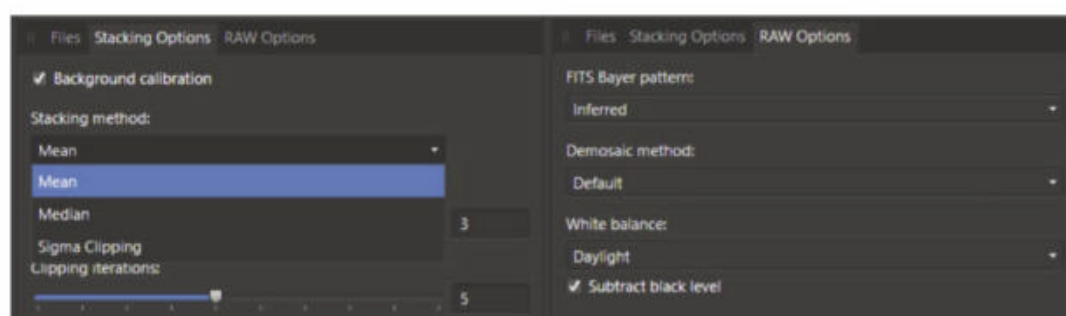 Files Stacking Options RAW Options
Background calibration
Stacking method:
Mean
Mean
Median
3
Sigma Clipping
Clipping iterations:
5
Files Stacking Options RAW Options
FITS Bayer pattern:
Inferred
Demosaic method:
Default
White balance:
Daylight
Subtract black level